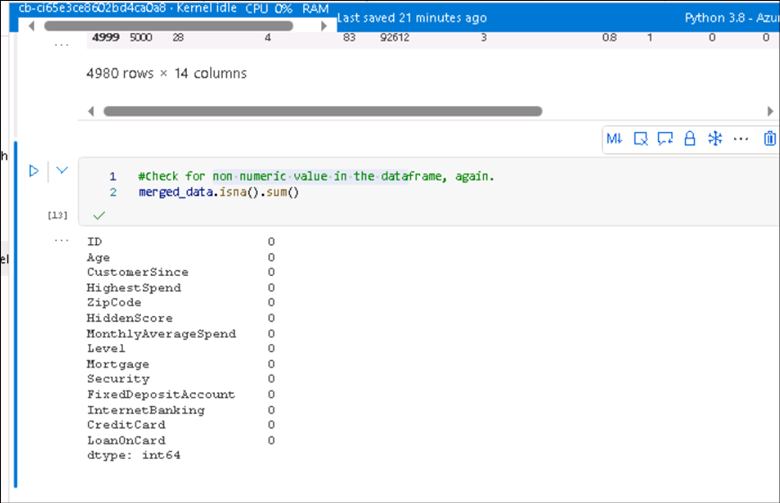 cb-ci65e3ce8602bd4ca0a8 · Kernel idle CPU 0% RAM
Last saved 21 minutes ago
Python 3.8 - Azu
4999 5000 28 4 83 92612 3 0.8 1 0 0
4980 rows × 14 columns
M↓
h
1 #Check for non numeric value in the dataframe, again.
2 merged_data.isna().sum()
[13]
el
ID 0
Age 0
CustomerSince 0
HighestSpend 0
ZipCode 0
HiddenScore 0
MonthlyAverageSpend 0
Level 0
Mortgage 0
Security 0
FixedDepositAccount 0
InternetBanking 0
CreditCard 0
LoanOnCard 0
dtype: int64